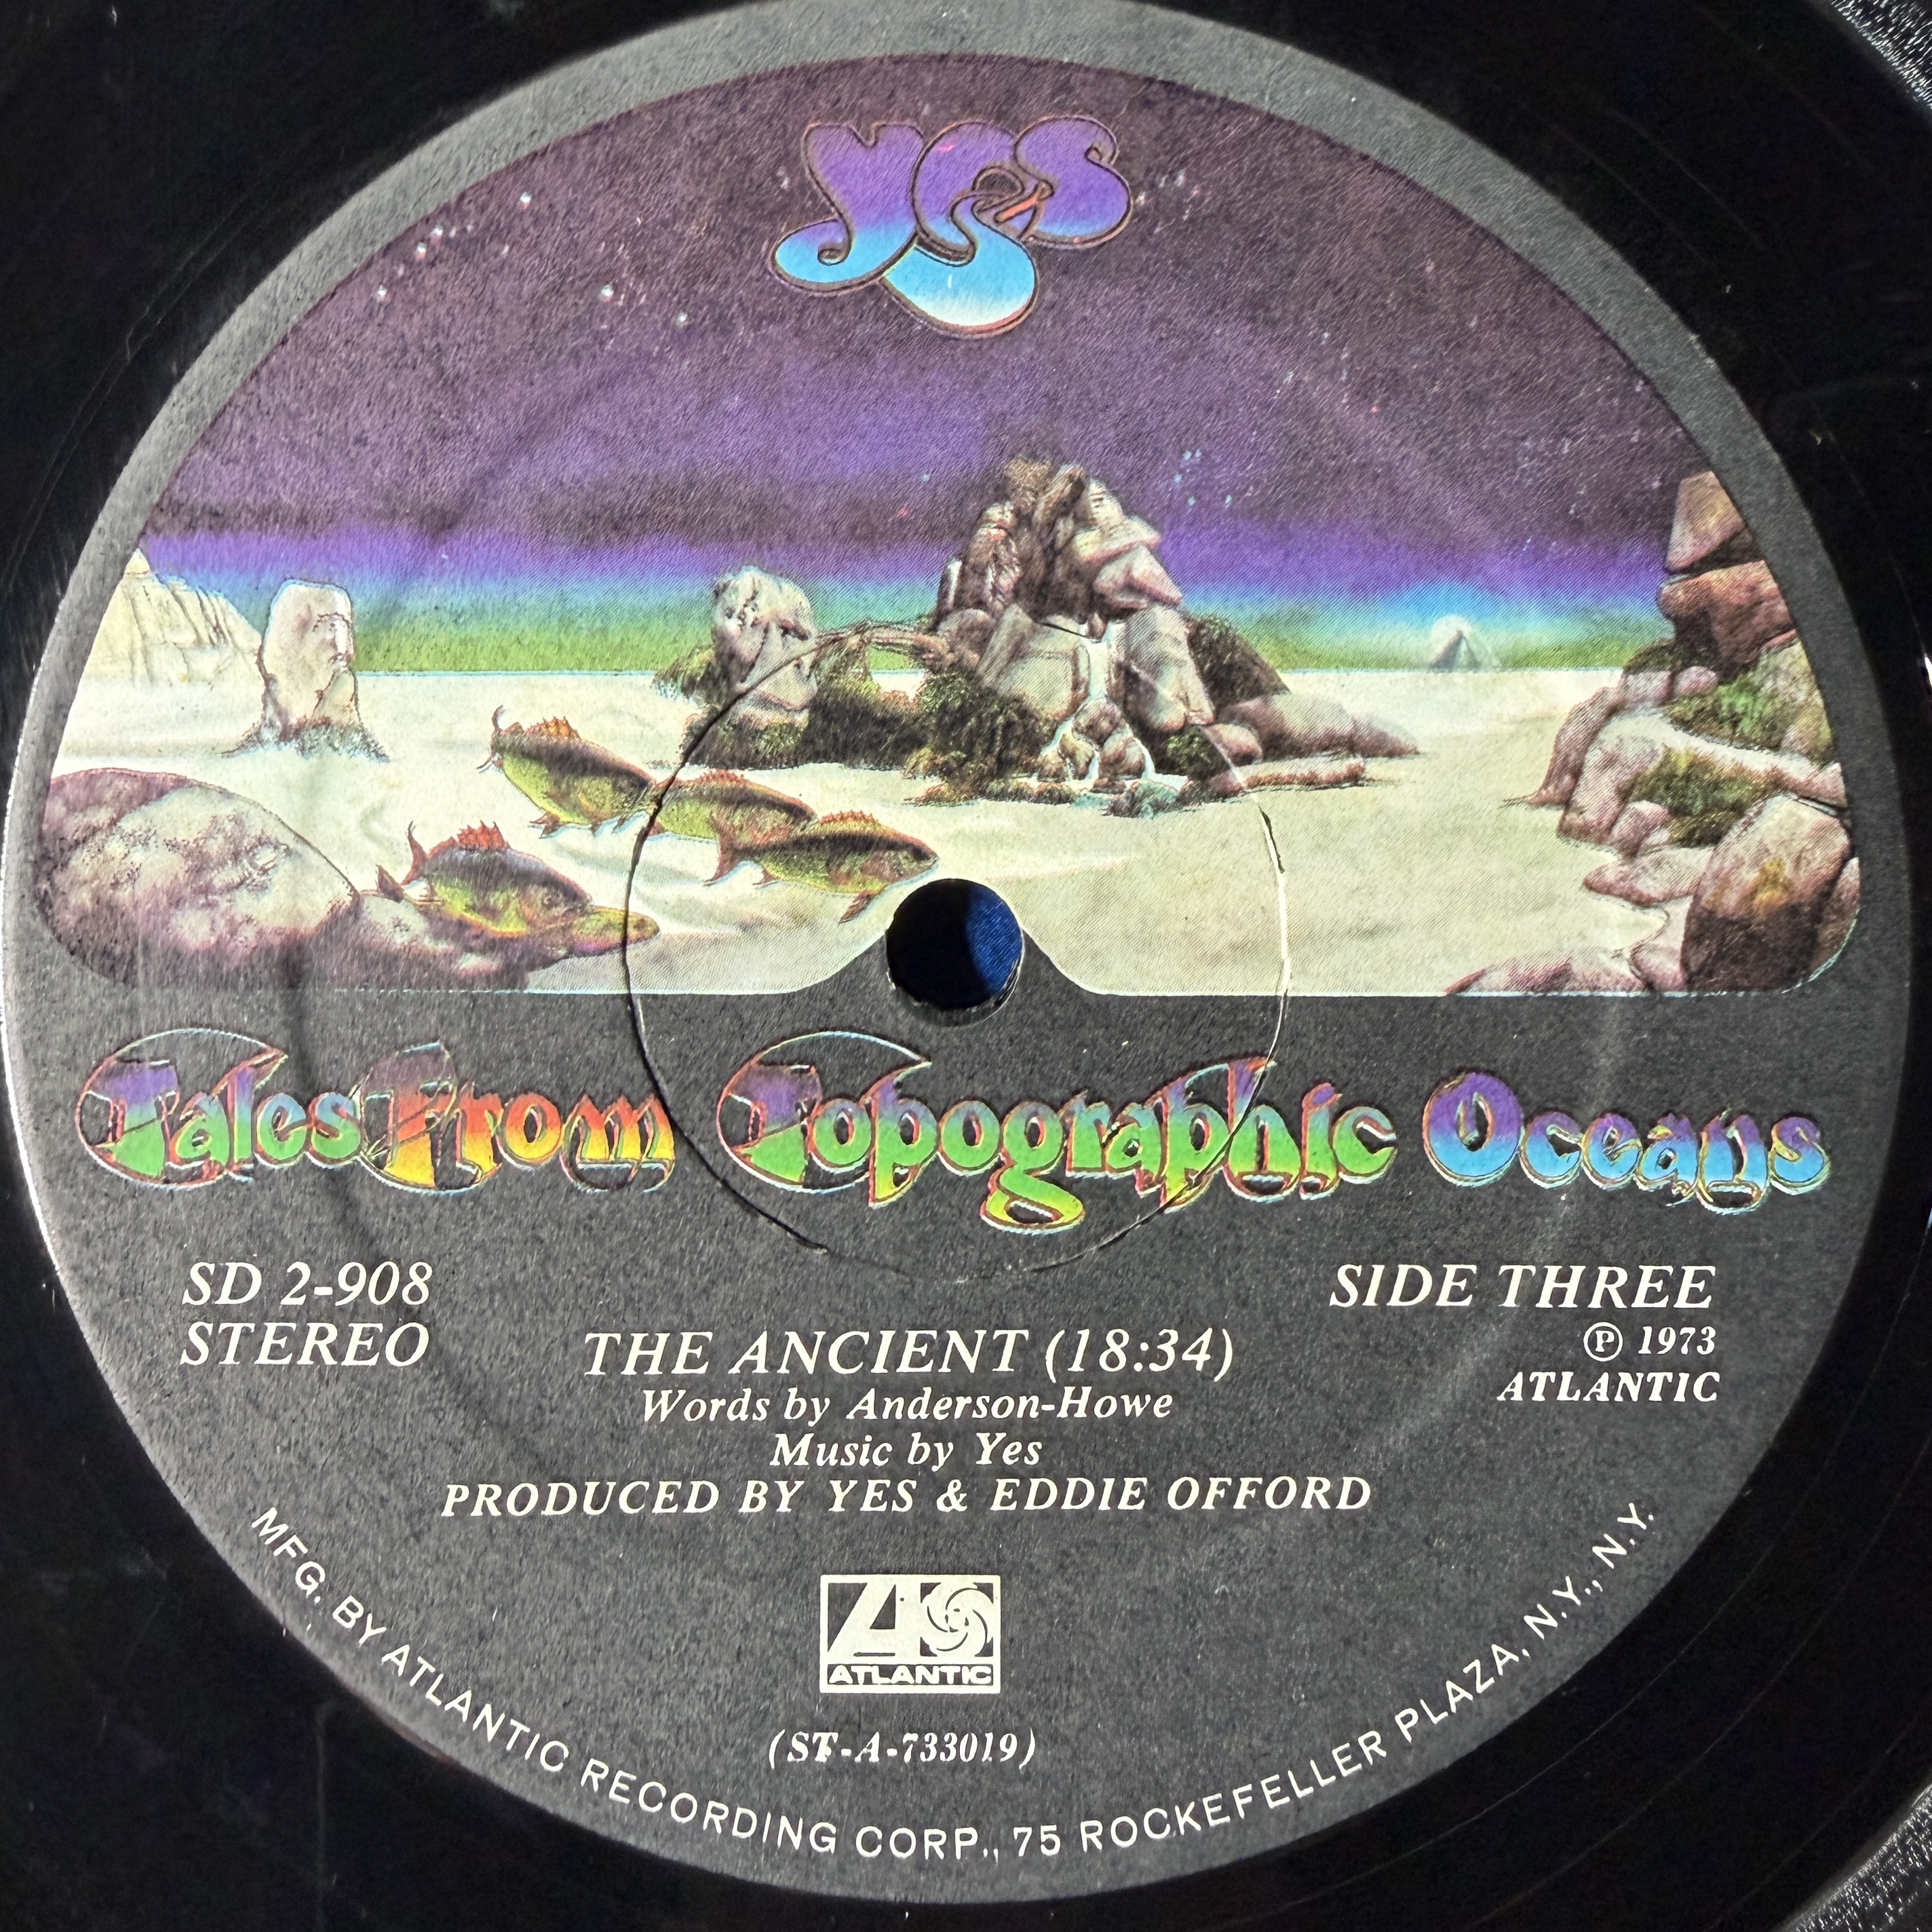 yes
Tales From Topographic Oceans
SD 2-908
STEREO
SIDE THREE
℗ 1973
ATLANTIC
THE ANCIENT (18:34)
Words by Anderson-Howe
Music by Yes
PRODUCED BY YES & EDDIE OFFORD
ATLANTIC
(ST-A-733019)
MFG. BY ATLANTIC RECORDING CORP., 75 ROCKEFELLER PLAZA, N.Y., N.Y.